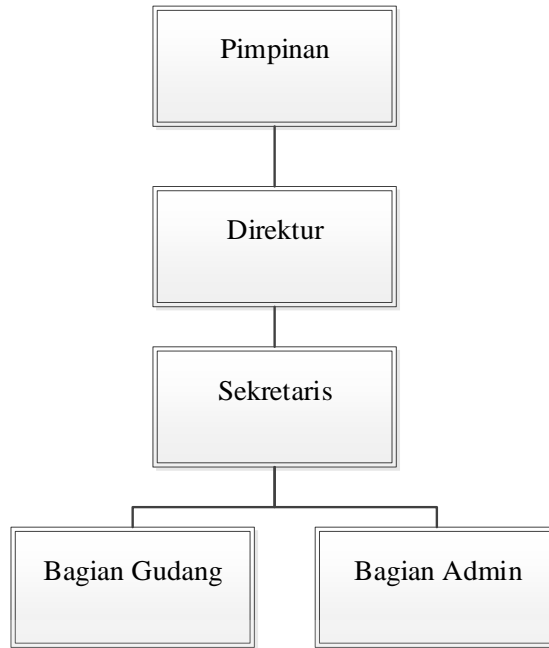 Pimpinan
Direktur
Sekretaris
Bagian Gudang
Bagian Admin